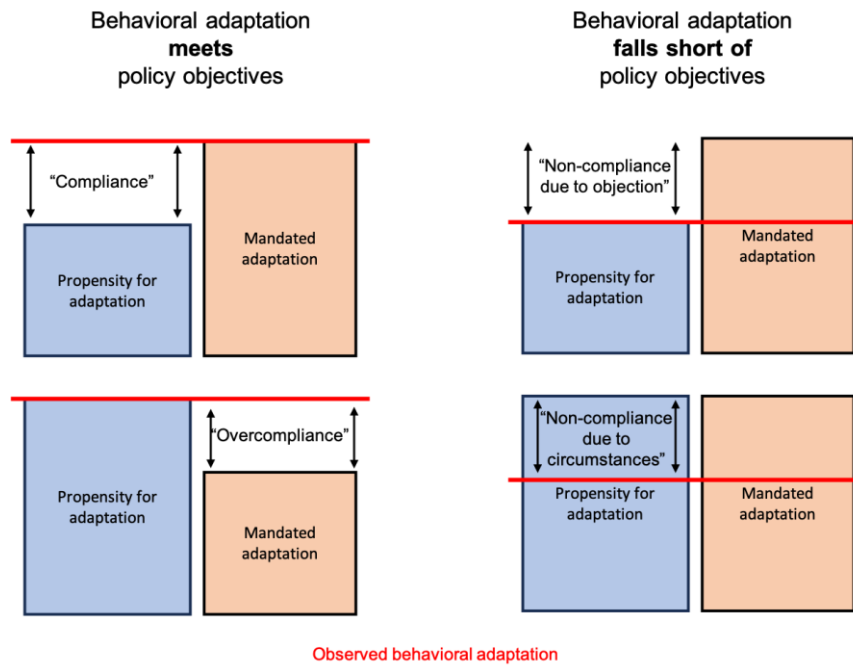 Behavioral adaptation
meets
policy objectives
Behavioral adaptation
falls short of
policy objectives
“Compliance”
Propensity for
adaptation
Mandated
adaptation
“Non-compliance
due to objection”
Propensity for
adaptation
Mandated
adaptation
Propensity for
adaptation
“Overcompliance”
Mandated
adaptation
“Non-compliance
due to
circumstances”
Propensity for
adaptation
Mandated
adaptation
Observed behavioral adaptation